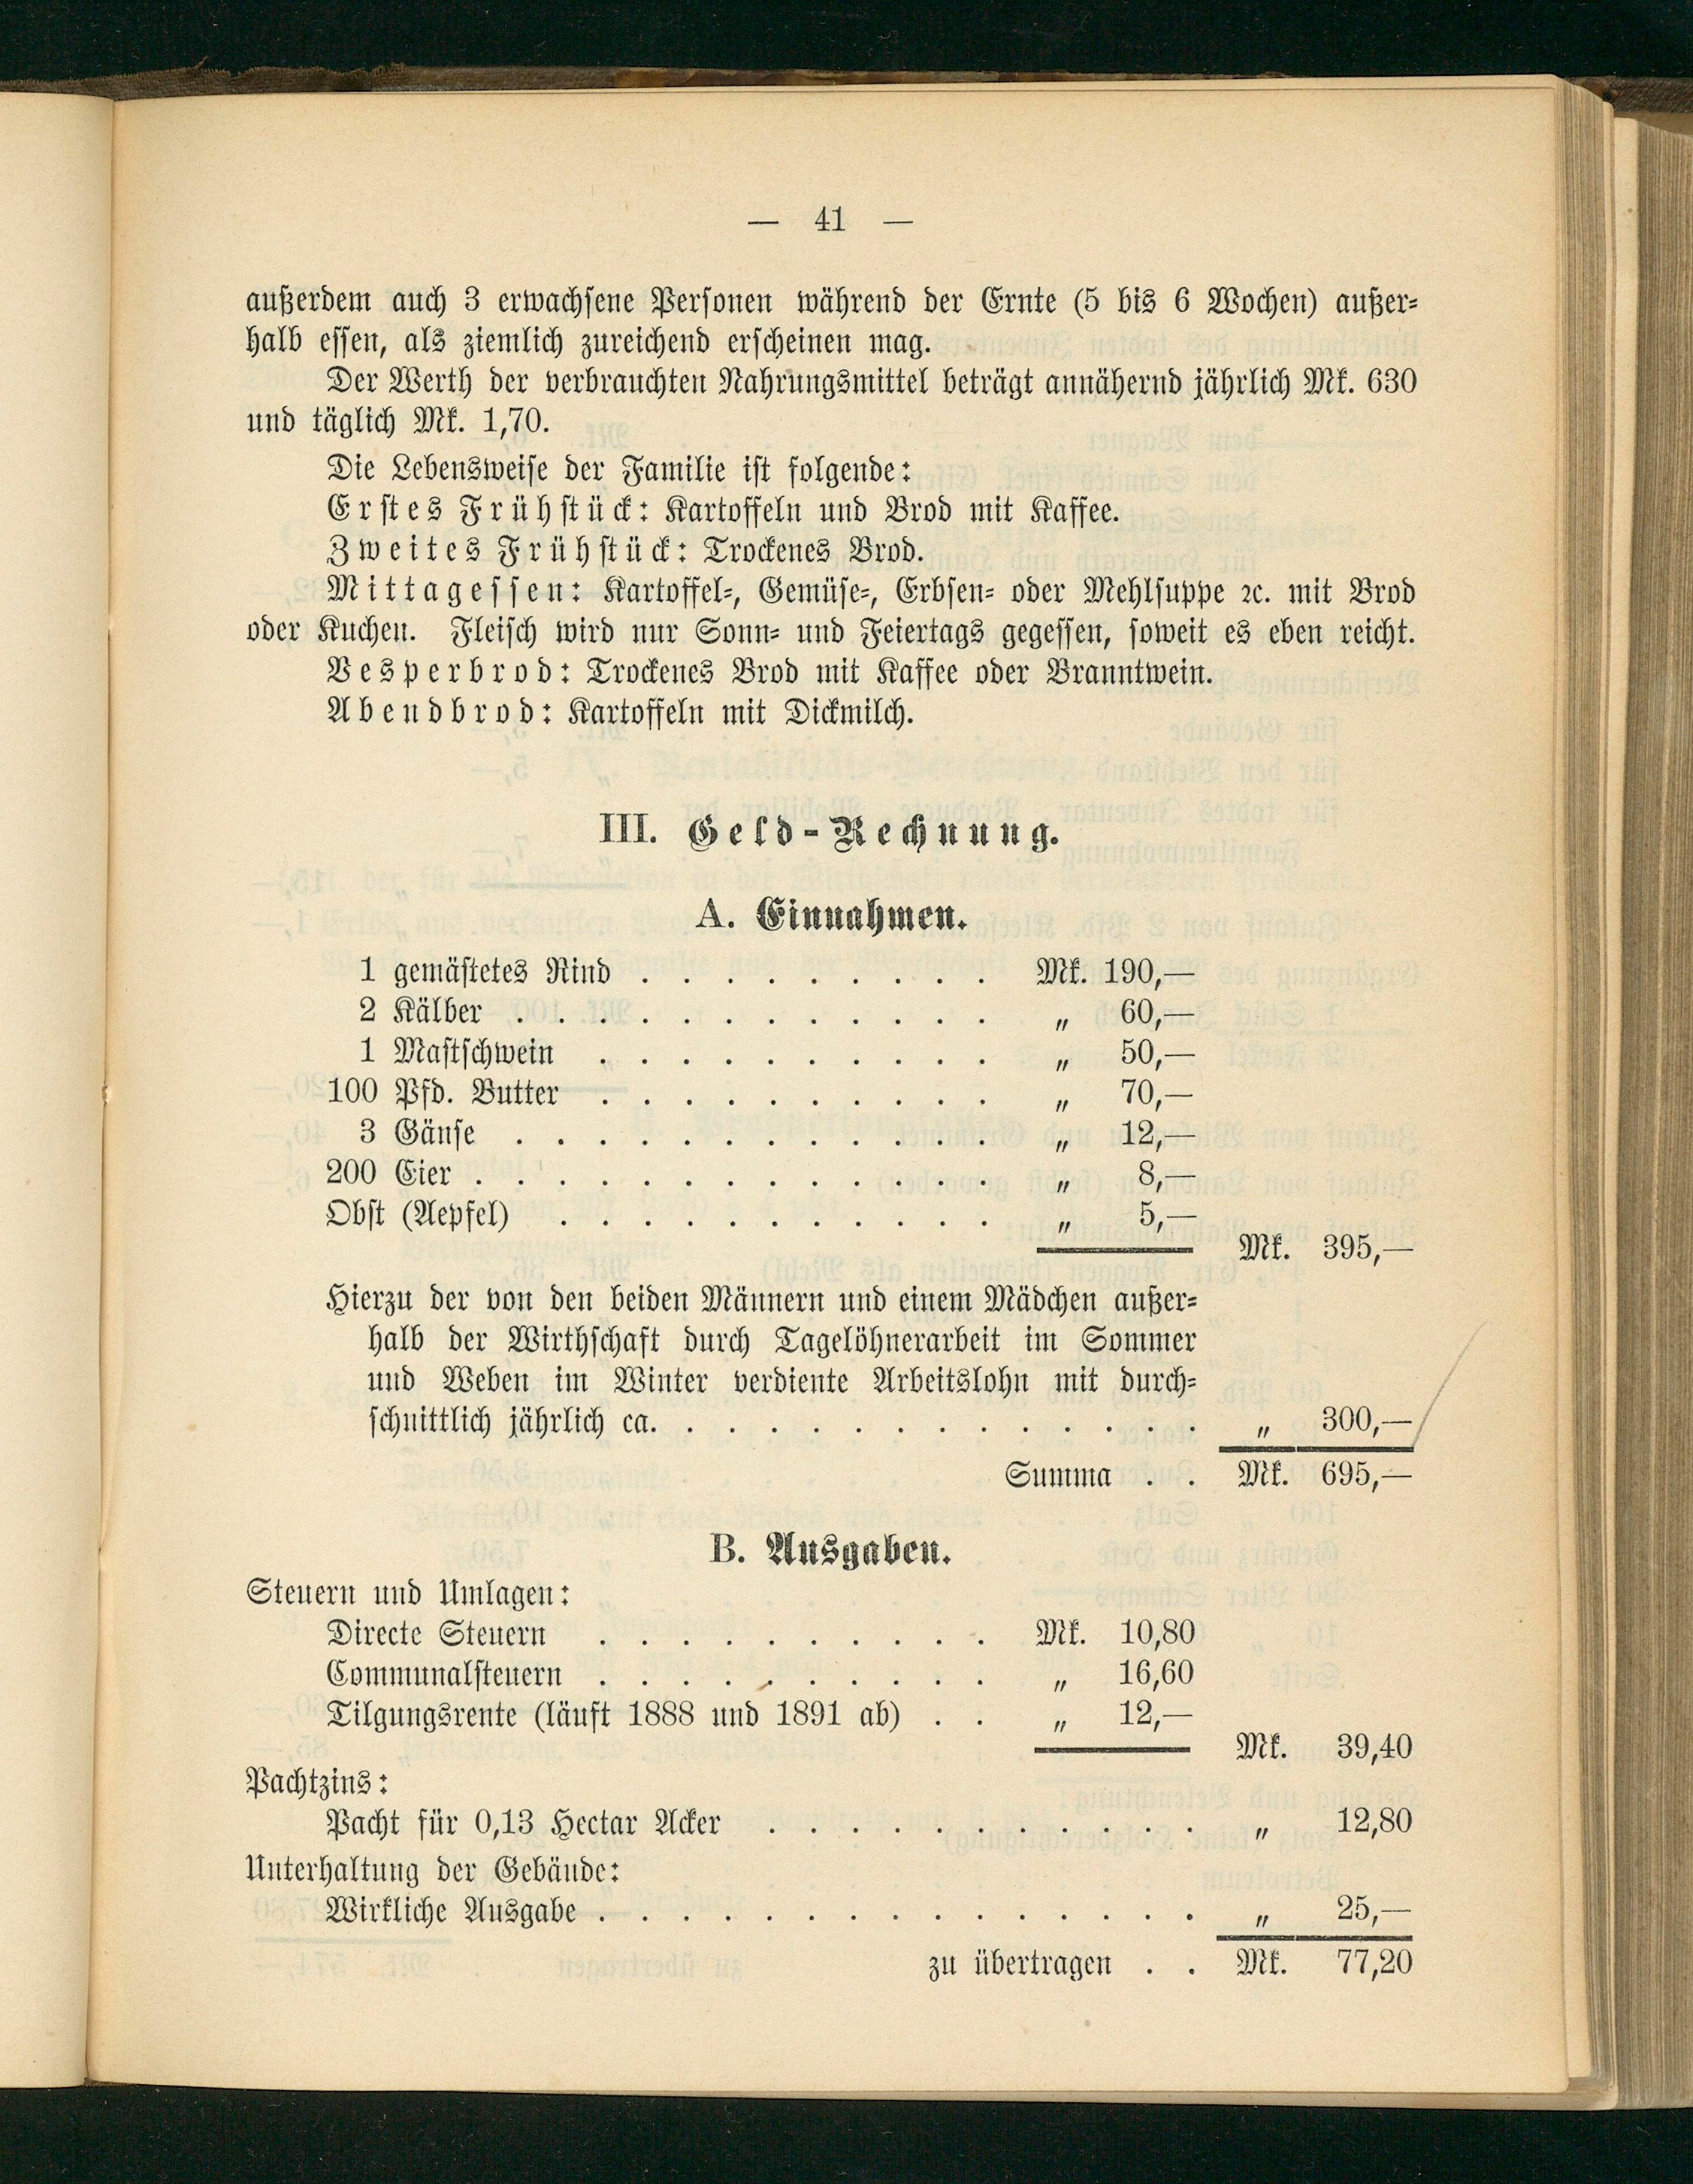 — 41 —
außerdem auch 3 erwachsene Personen während der Ernte (5 bis 6 Wochen) außer-
halb essen, als ziemlich zureichend erscheinen mag.
Der Werth der verbrauchten Nahrungsmittel beträgt annähernd jährlich Mk. 630
und täglich Mk. 1,70.
Die Lebensweise der Familie ist folgende:
Erstes Frühstück: Kartoffeln und Brod mit Kaffee.
Zweites Frühstück: Trockenes Brod.
Mittagessen: Kartoffel-, Gemüse-, Erbsen- oder Mehlsuppe ꝛc. mit Brod
oder Kuchen. Fleisch wird nur Sonn- und Feiertags gegessen, soweit es eben reicht.
Vesperbrod: Trockenes Brod mit Kaffee oder Branntwein.
Abendbrod: Kartoffeln mit Dickmilch.
III. Geld-Rechnung.
A. Einnahmen.
1 gemästetes Rind . . . . . . . . . Mk. 190,—
2 Kälber . . . . . . . . . . . . „ 60,—
1 Mastschwein . . . . . . . . . . „ 50,—
100 Pfd. Butter . . . . . . . . . . „ 70,—
3 Gänse . . . . . . . . . . . . „ 12,—
200 Eier . . . . . . . . . . . . . „ 8,—
Obst (Aepfel) . . . . . . . . . . . „ 5,—
Mk. 395,—
Hierzu der von den beiden Männern und einem Mädchen außer-
halb der Wirthschaft durch Tagelöhnerarbeit im Sommer
und Weben im Winter verdiente Arbeitslohn mit durch-
schnittlich jährlich ca. . . . . . . . . . . . . . „ 300,—
Summa . . Mk. 695,—
B. Ausgaben.
Steuern und Umlagen:
Directe Steuern . . . . . . . . . . Mk. 10,80
Communalsteuern . . . . . . . . . . „ 16,60
Tilgungsrente (läuft 1888 und 1891 ab) . . „ 12,—
Mk. 39,40
Pachtzins:
Pacht für 0,13 Hectar Acker . . . . . . . . . . . „ 12,80
Unterhaltung der Gebäude:
Wirkliche Ausgabe . . . . . . . . . . . . . . . „ 25,—
zu übertragen . . Mk. 77,20